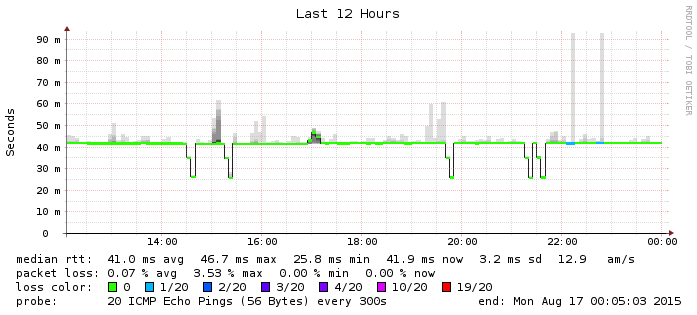 Last 12 Hours
RRDTOOL / TOBI OETIKER
Seconds
90 m
80 m
70 m
60 m
50 m
40 m
30 m
20 m
10 m
0
14:00 16:00 18:00 20:00 22:00 00:00
median rtt: 41.0 ms avg 46.7 ms max 25.8 ms min 41.9 ms now 3.2 ms sd 12.9 am/s
packet loss: 0.07 % avg 3.53 % max 0.00 % min 0.00 % now
loss color: 0 1/20 2/20 3/20 4/20 10/20 19/20
probe: 20 ICMP Echo Pings (56 Bytes) every 300s end: Mon Aug 17 00:05:03 2015